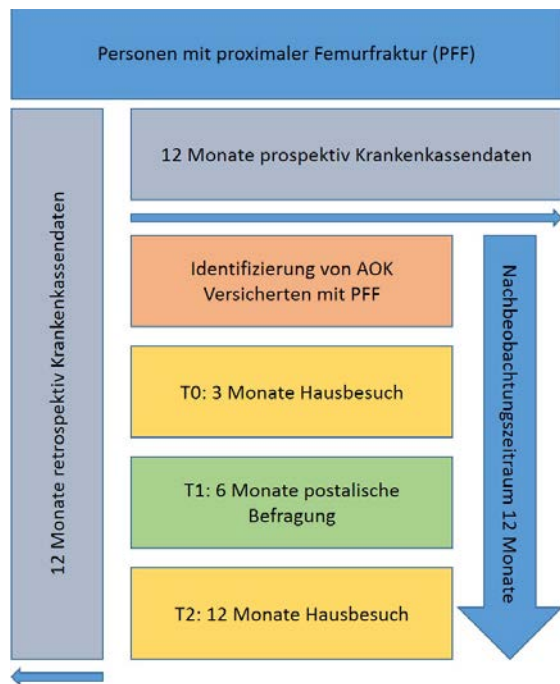 Personen mit proximaler Femurfraktur (PFF)
12 Monate retrospektiv Krankenkassendaten
12 Monate prospektiv Krankenkassendaten
Identifizierung von AOK
Versicherten mit PFF
T0: 3 Monate Hausbesuch
T1: 6 Monate postalische
Befragung
T2: 12 Monate Hausbesuch
Nachbeobachtungszeitraum 12 Monate